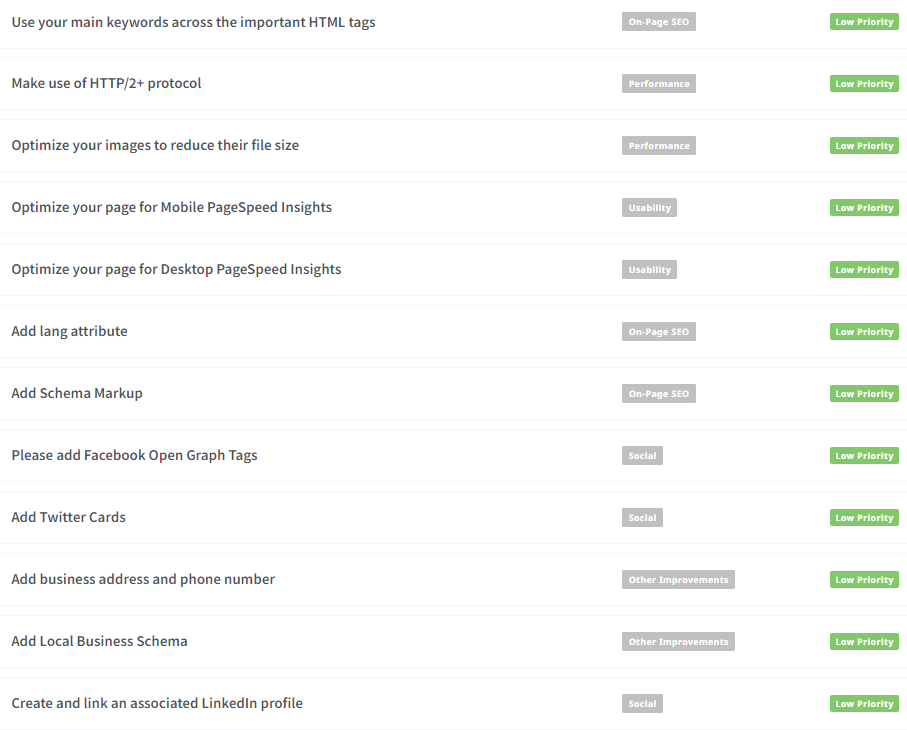 Use your main keywords across the important HTML tags On-Page SEO Low Priority
Make use of HTTP/2+ protocol Performance Low Priority
Optimize your images to reduce their file size Performance Low Priority
Optimize your page for Mobile PageSpeed Insights Usability Low Priority
Optimize your page for Desktop PageSpeed Insights Usability Low Priority
Add lang attribute On-Page SEO Low Priority
Add Schema Markup On-Page SEO Low Priority
Please add Facebook Open Graph Tags Social Low Priority
Add Twitter Cards Social Low Priority
Add business address and phone number Other Improvements Low Priority
Add Local Business Schema Other Improvements Low Priority
Create and link an associated LinkedIn profile Social Low Priority